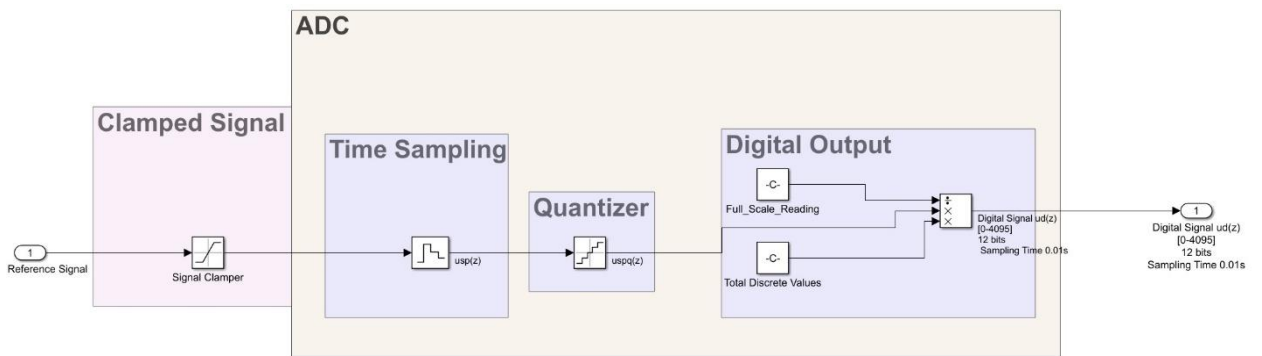 ADC
Clamped Signal
Time Sampling
Digital Output
Quantizer
-C-
Full_Scale_Reading
÷
×
×
Digital Signal ud(z)
[0-4095]
12 bits
Sampling Time 0.01s
1
Digital Signal ud(z)
[0-4095]
12 bits
Sampling Time 0.01s
1
Reference Signal
Signal Clamper
usp(z)
uspq(z)
-C-
Total Discrete Values